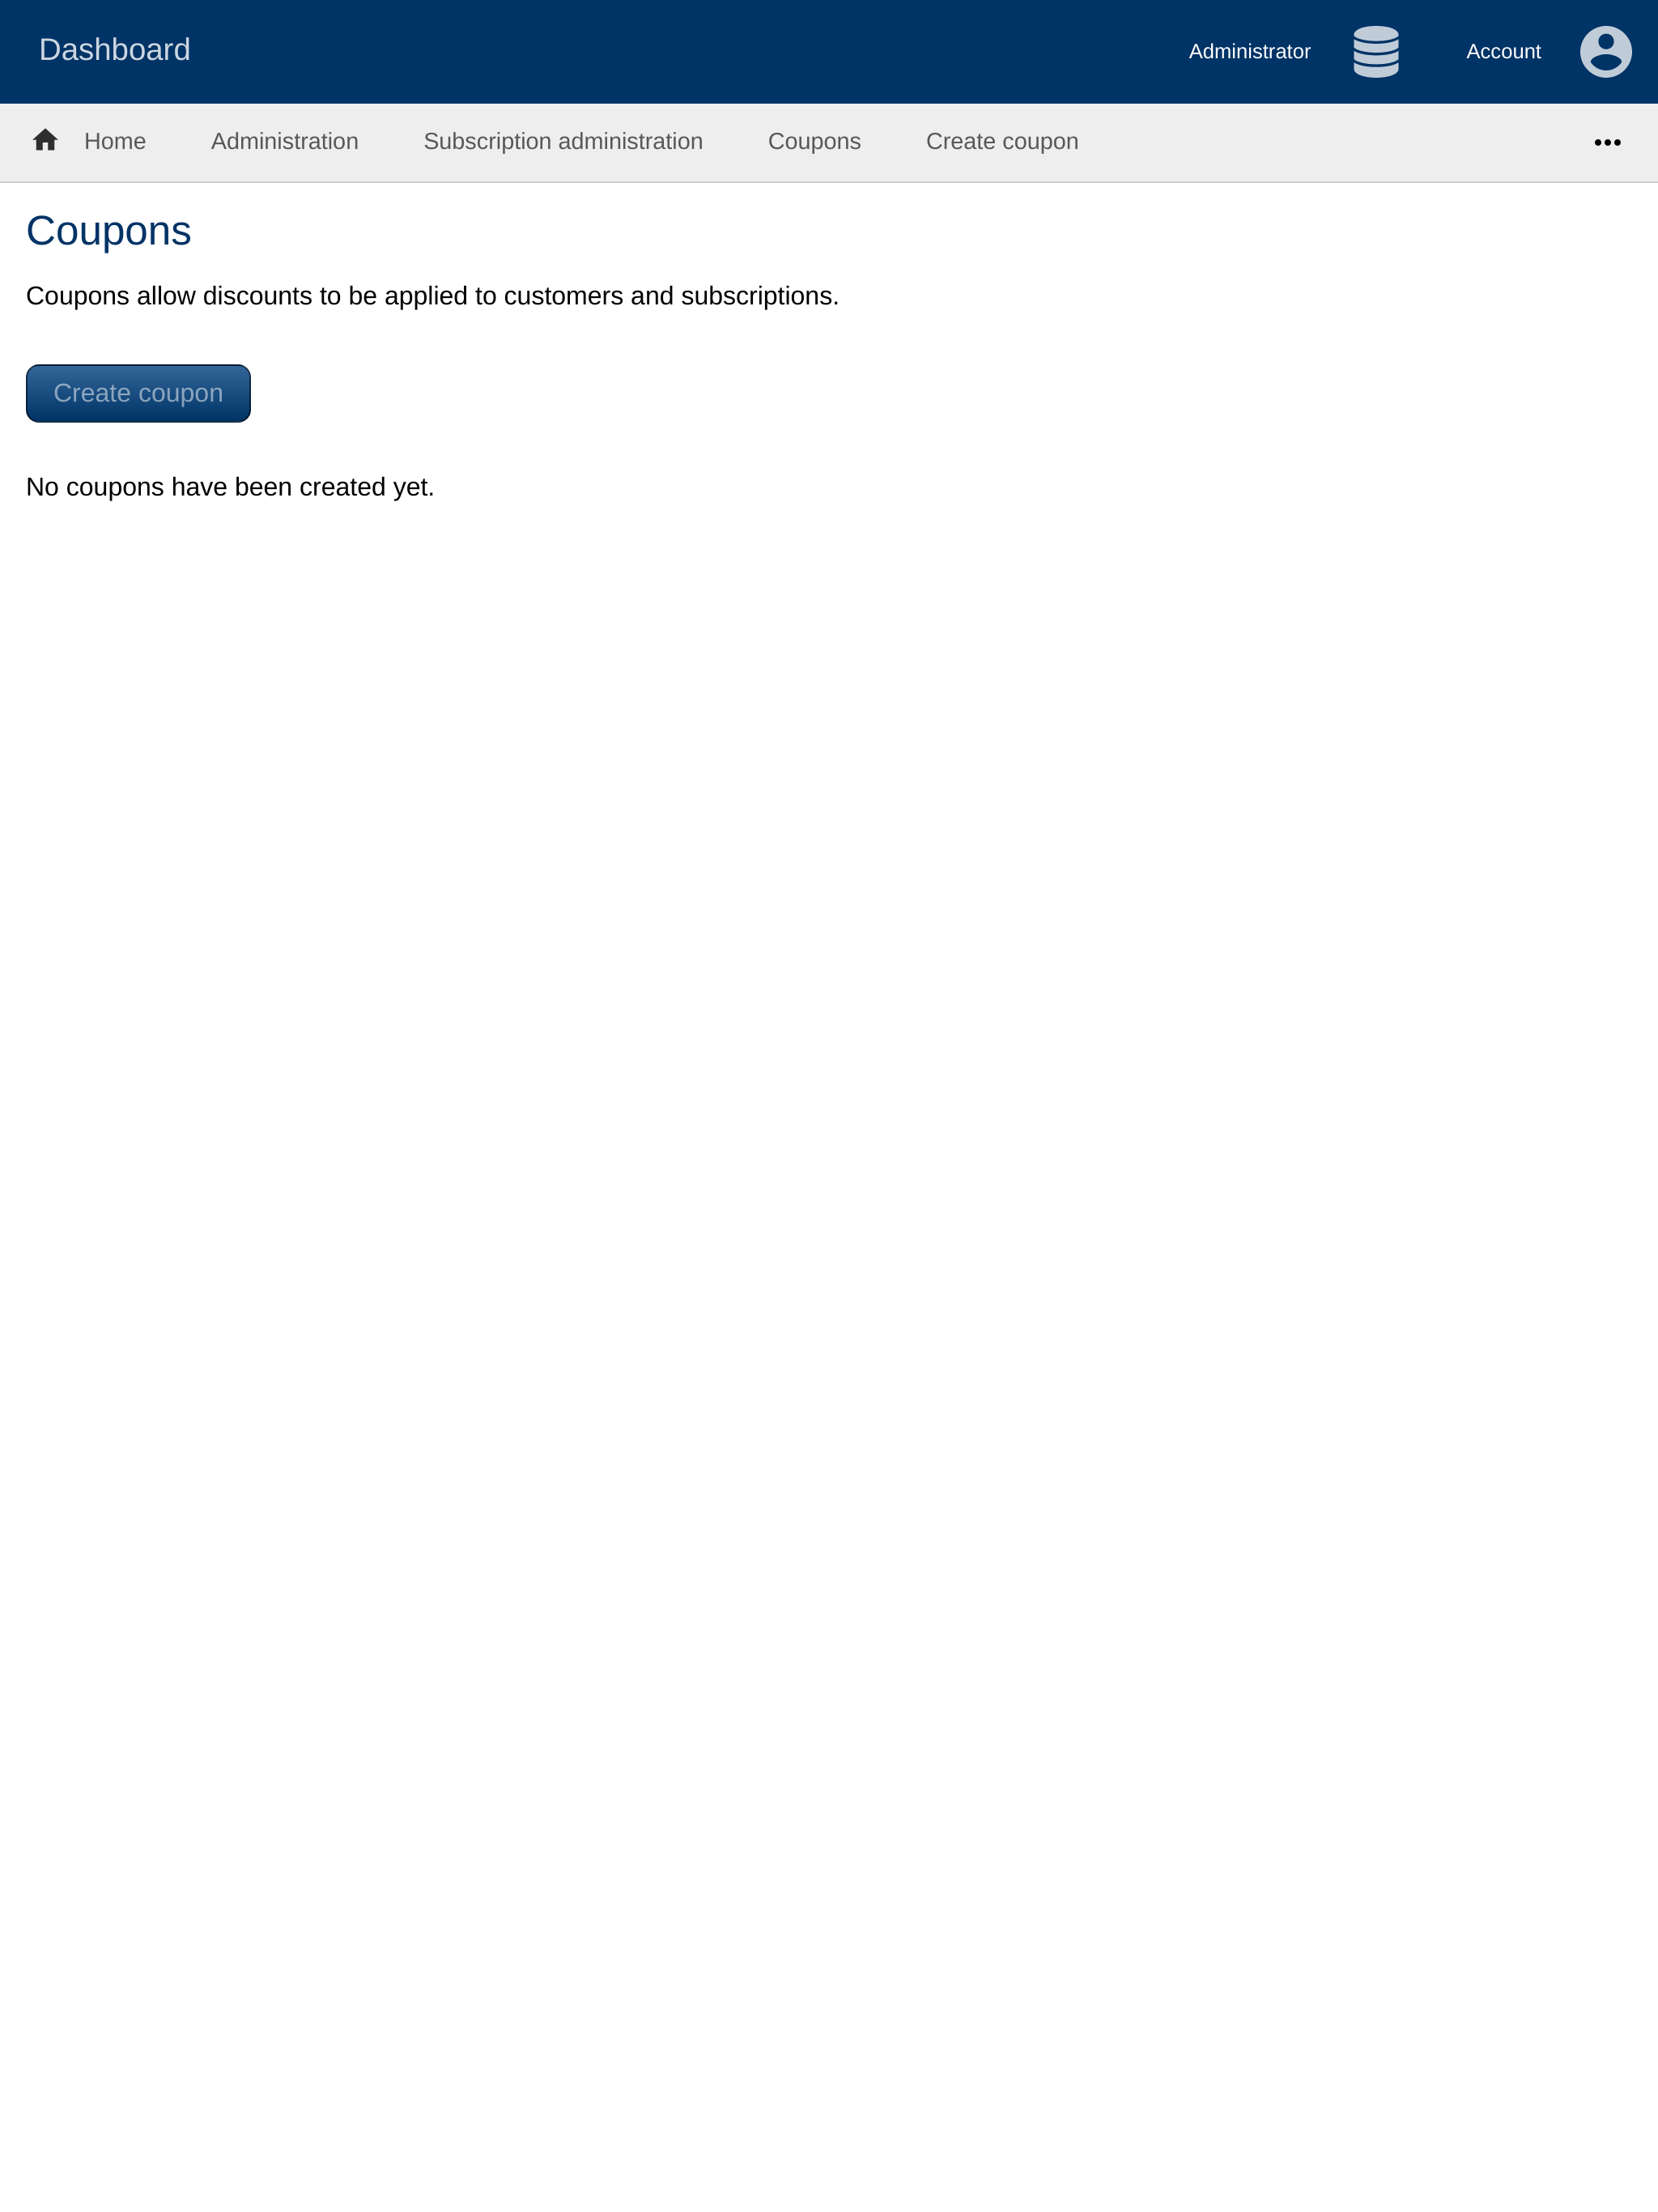 Dashboard
Administrator
Account
Home
Administration
Subscription administration
Coupons
Create coupon
Coupons
Coupons allow discounts to be applied to customers and subscriptions.
Create coupon
No coupons have been created yet.